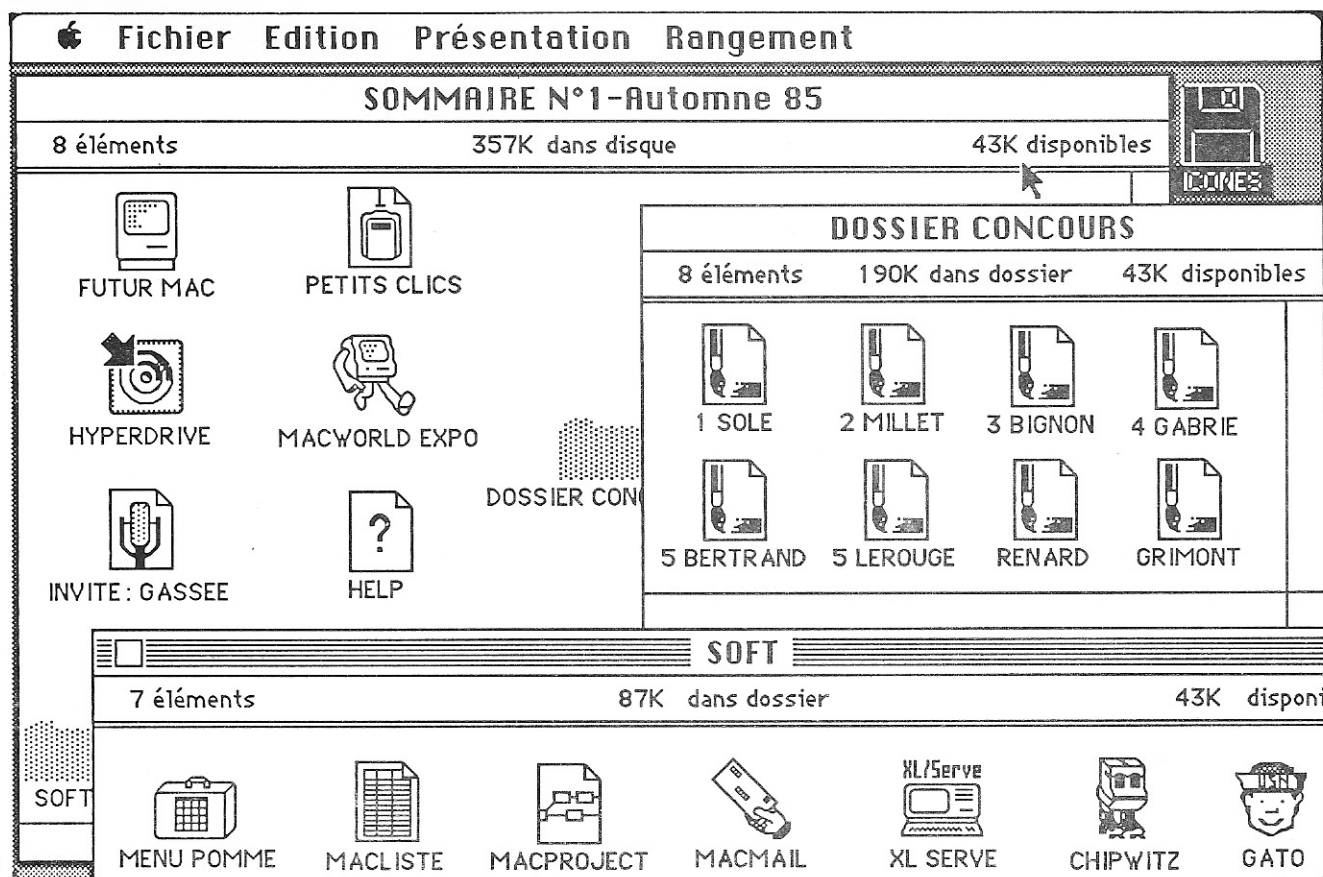 Fichier Edition Présentation Rangement
SOMMAIRE N°1-Automne 85
8 éléments 357K dans disque 43K disponibles
ICONES
FUTUR MAC PETITS CLICS
HYPERDRIVE MACWORLD EXPO
DOSSIER CON
INVITE: GASSEE HELP
SOFT
DOSSIER CONCOURS
8 éléments 190K dans dossier 43K disponibles
1 SOLE 2 MILLET 3 BIGNON 4 GABRIE
5 BERTRAND 5 LEROUGE RENARD GRIMONT
SOFT
7 éléments 87K dans dossier 43K disponi
XL/Serve
USN
MENU POMME MACLISTE MACPROJECT MACMAIL XL SERVE CHIPWITZ GATO